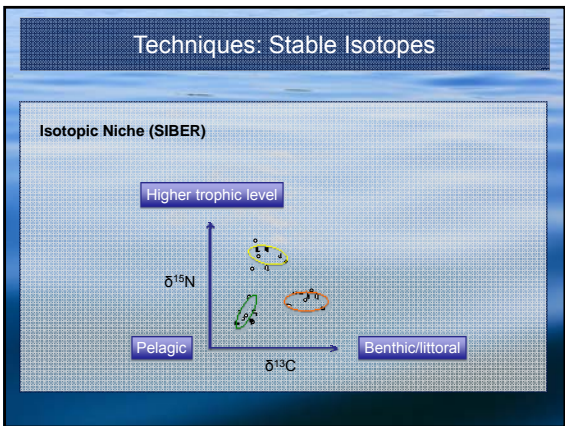 Techniques: Stable Isotopes
Isotopic Niche (SIBER)
Higher trophic level
δ¹⁵N
Pelagic
Benthic/littoral
δ¹³C